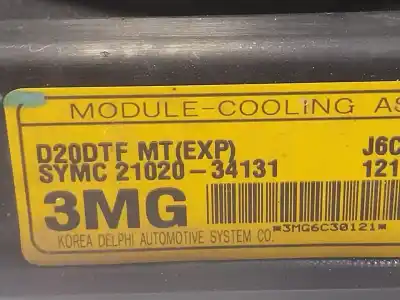 MODULE-COOLING AS
D20DTF MT(EXP) J6C
SYMC 21020-34131 121
3MG
*3MG6C30121*
KOREA DELPHI AUTOMOTIVE SYSTEM CO.